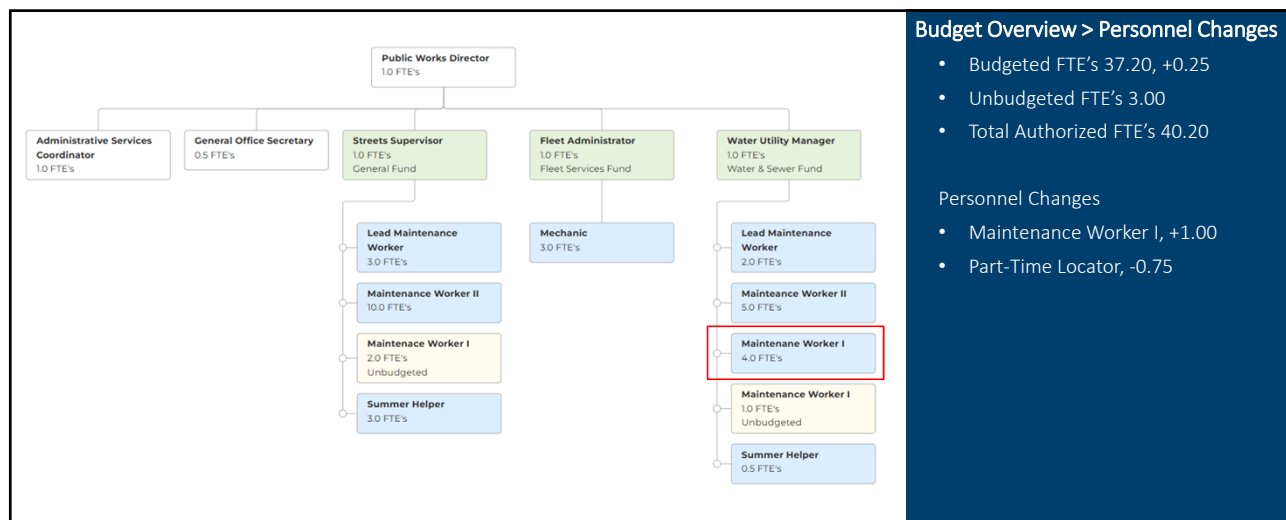 Public Works Director
1.0 FTE's
Administrative Services
Coordinator
1.0 FTE's
General Office Secretary
0.5 FTE's
Streets Supervisor
1.0 FTE's
General Fund
Fleet Administrator
1.0 FTE's
Fleet Services Fund
Water Utility Manager
1.0 FTE's
Water & Sewer Fund
Lead Maintenance
Worker
3.0 FTE's
Maintenance Worker II
10.0 FTE's
Maintenace Worker I
2.0 FTE's
Unbudgeted
Summer Helper
3.0 FTE's
Mechanic
3.0 FTE's
Lead Maintenance
Worker
2.0 FTE's
Mainteance Worker II
5.0 FTE's
Maintenane Worker I
4.0 FTE's
Maintenance Worker I
1.0 FTE's
Unbudgeted
Summer Helper
0.5 FTE's
Budget Overview > Personnel Changes
• Budgeted FTE's 37.20, +0.25
• Unbudgeted FTE's 3.00
• Total Authorized FTE's 40.20
Personnel Changes
• Maintenance Worker I, +1.00
• Part-Time Locator, -0.75